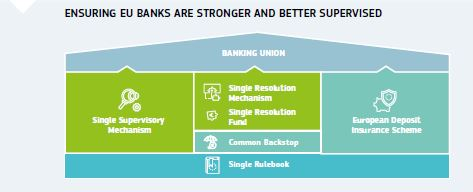 ENSURING EU BANKS ARE STRONGER AND BETTER SUPERVISED
BANKING UNION
Single Supervisory
Mechanism
Single Resolution
Mechanism
Single Resolution
Fund
Common Backstop
European Deposit
Insurance Scheme
Single Rulebook